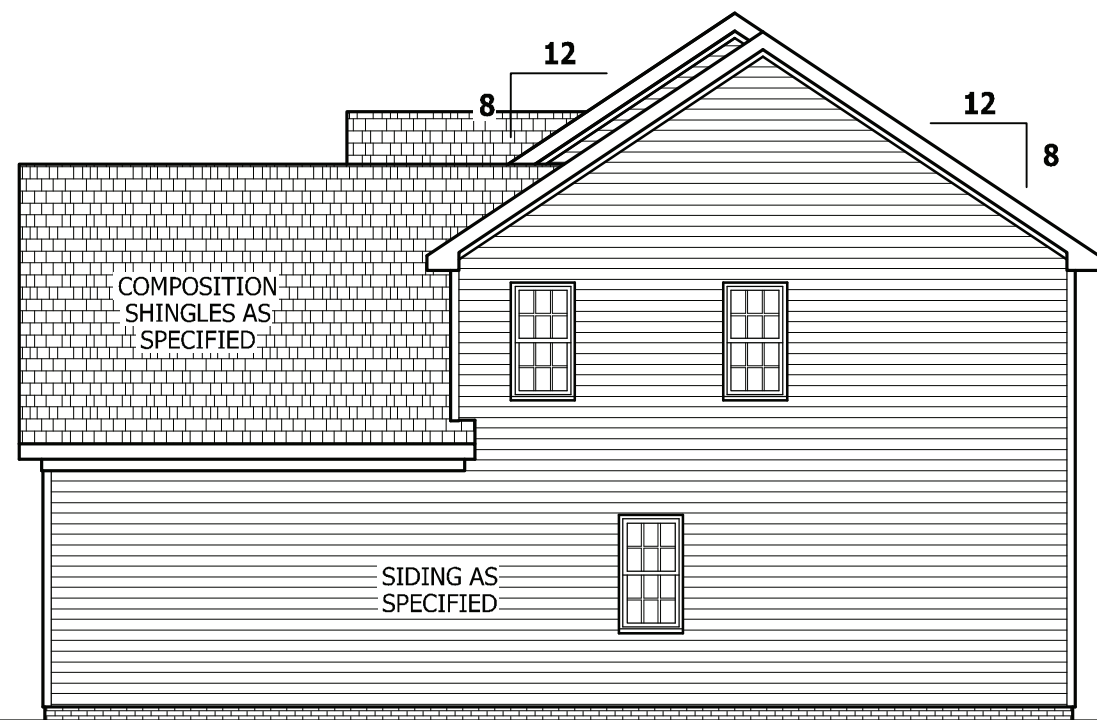 12
8
12
8
COMPOSITION
SHINGLES AS
SPECIFIED
SIDING AS
SPECIFIED